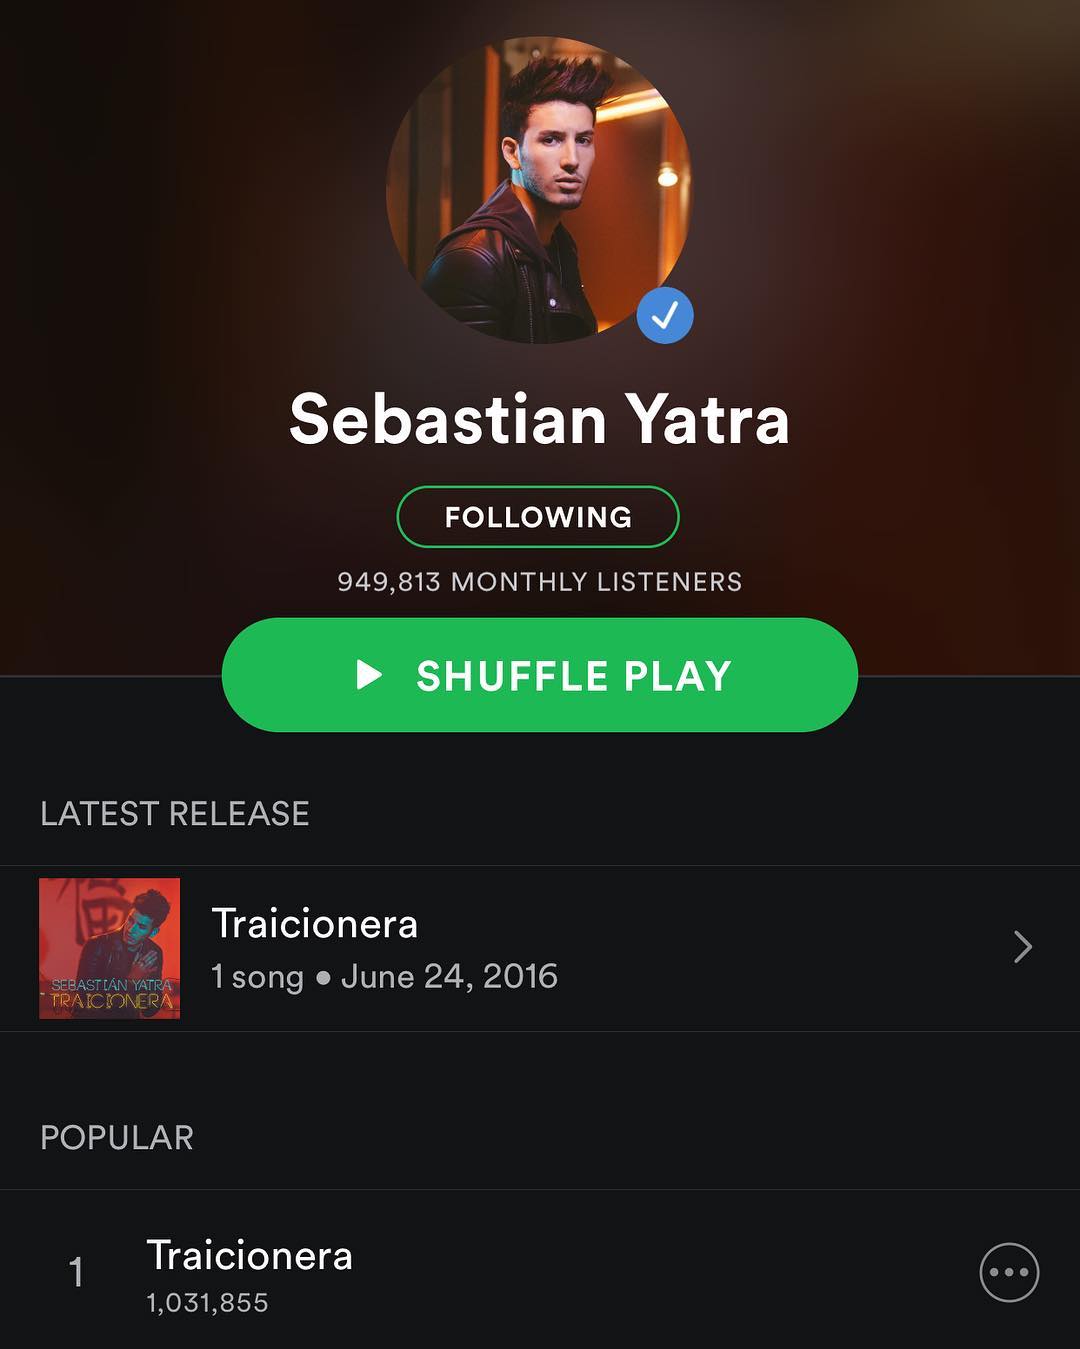 Sebastian Yatra
FOLLOWING
949,813 MONTHLY LISTENERS
SHUFFLE PLAY
LATEST RELEASE
福
SEBASTIÁN YATRA
TRAICIONERA
Traicionera
1 song • June 24, 2016
POPULAR
1
Traicionera
1,031,855